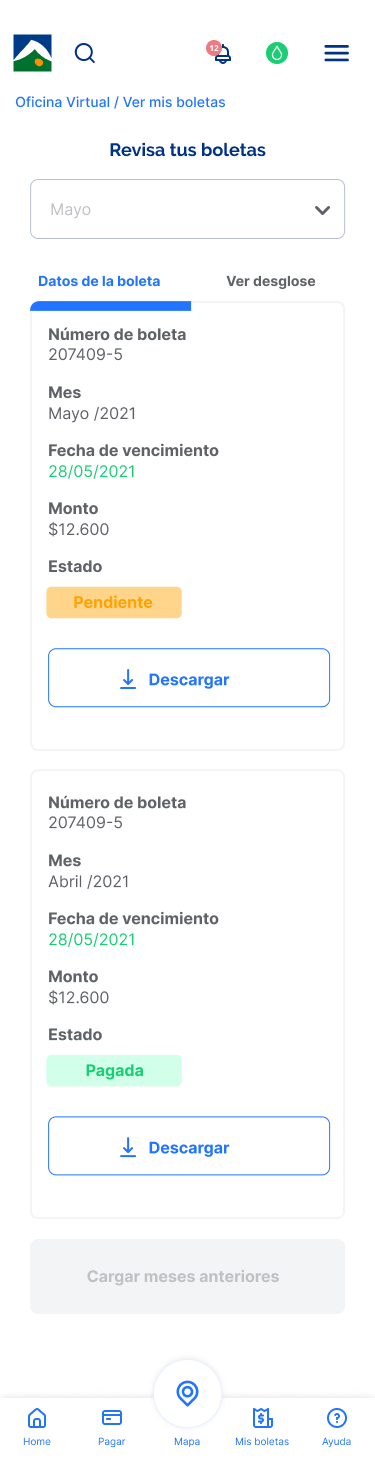 12
Oficina Virtual / Ver mis boletas
Revisa tus boletas
Mayo
Datos de la boleta
Ver desglose
Número de boleta
207409-5
Mes
Mayo /2021
Fecha de vencimiento
28/05/2021
Monto
$12.600
Estado
Pendiente
Descargar
Número de boleta
207409-5
Mes
Abril /2021
Fecha de vencimiento
28/05/2021
Monto
$12.600
Estado
Pagada
Descargar
Cargar meses anteriores
Home
Pagar
Mapa
Mis boletas
Ayuda